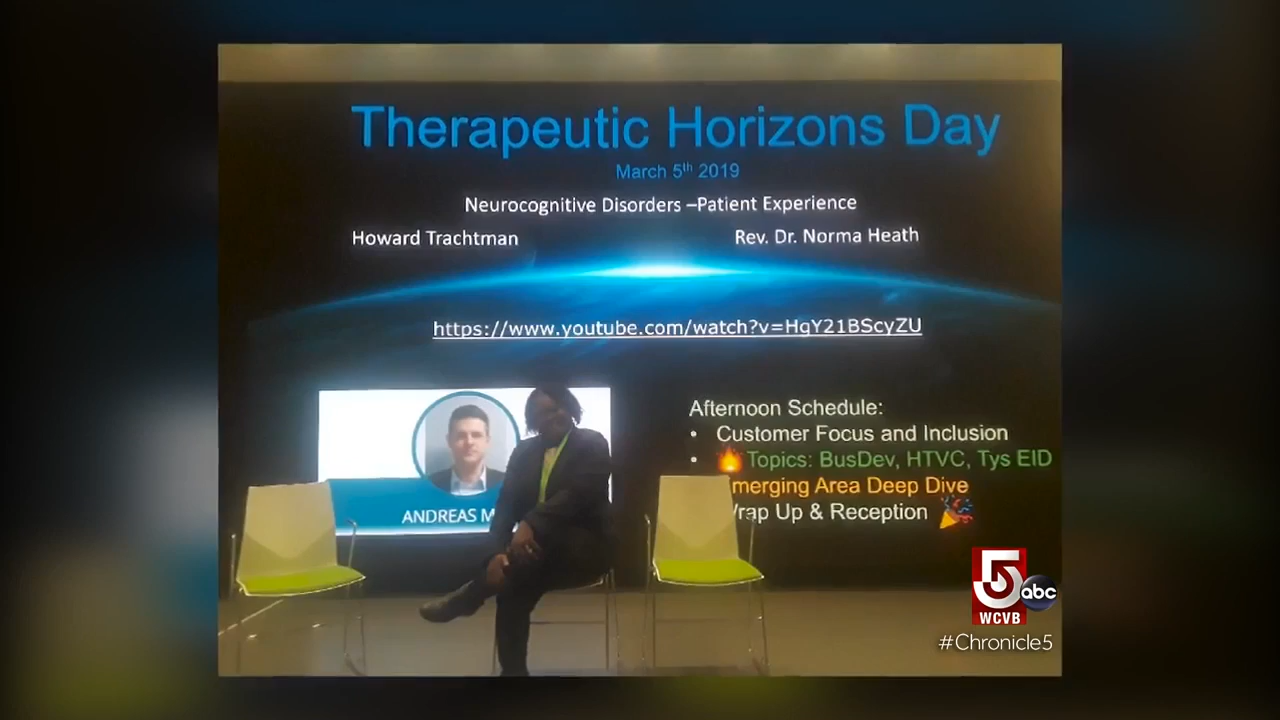 Therapeutic Horizons Day
March 5th 2019
Neurocognitive Disorders –Patient Experience
Howard Trachtman
Rev. Dr. Norma Heath
https://www.youtube.com/watch?v=HgY21BScyZU
Afternoon Schedule:
• Customer Focus and Inclusion
• Topics: BusDev, HTVC, Tys EID
Emerging Area Deep Dive
Wrap Up & Reception
ANDREAS M
5 abc
WCVB
#Chronicle5